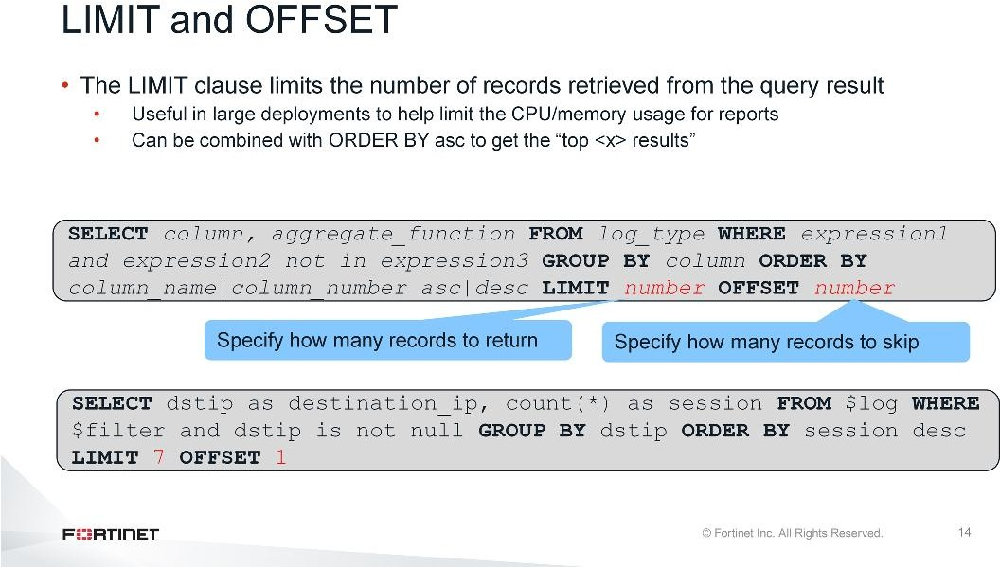 LIMIT and OFFSET
• The LIMIT clause limits the number of records retrieved from the query result
• Useful in large deployments to help limit the CPU/memory usage for reports
• Can be combined with ORDER BY asc to get the “top <x> results”
SELECT column, aggregate_function FROM log_type WHERE expression1
and expression2 not in expression3 GROUP BY column ORDER BY
column_name|column_number asc|desc LIMIT number OFFSET number
Specify how many records to return
Specify how many records to skip
SELECT dstip as destination_ip, count(*) as session FROM $log WHERE
$filter and dstip is not null GROUP BY dstip ORDER BY session desc
LIMIT 7 OFFSET 1
FORTINET
© Fortinet Inc. All Rights Reserved.
14